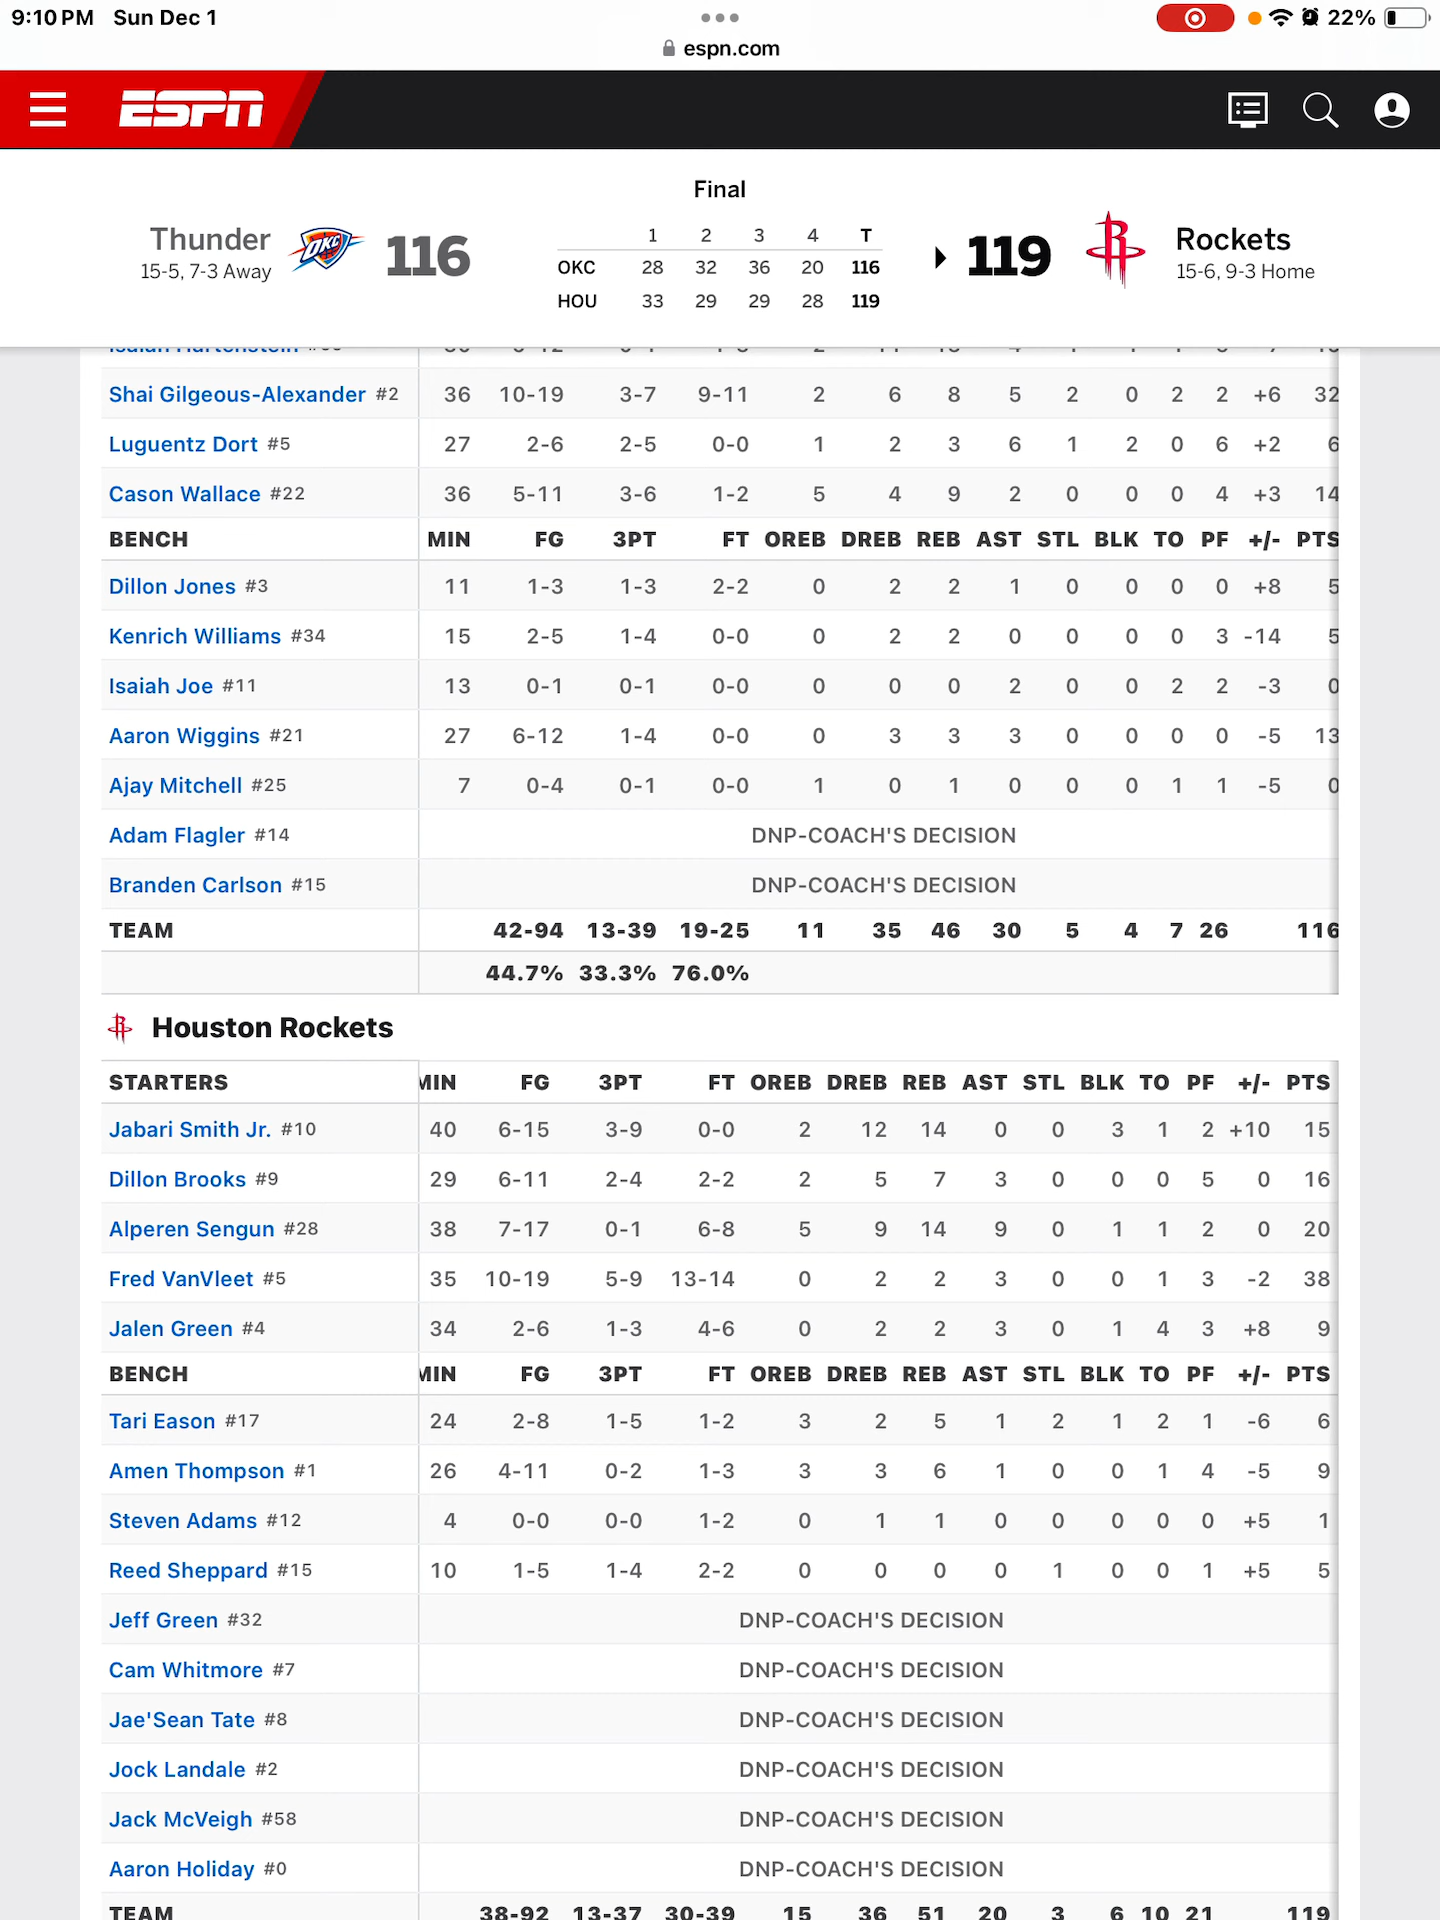 9:10 PM Sun Dec 1 22%
espn.com
ESPN
Final
Thunder 116 1 2 3 4 T 119 Rockets
15-5, 7-3 Away OKC 28 32 36 20 116 15-6, 9-3 Home
HOU 33 29 29 28 119
Shai Gilgeous-Alexander #2 36 10-19 3-7 9-11 2 6 8 5 2 0 2 2 +6 32
Luguentz Dort #5 27 2-6 2-5 0-0 1 2 3 6 1 2 0 6 +2 6
Cason Wallace #22 36 5-11 3-6 1-2 5 4 9 2 0 0 0 4 +3 14
BENCH MIN FG 3PT FT OREB DREB REB AST STL BLK TO PF +/- PTS
Dillon Jones #3 11 1-3 1-3 2-2 0 2 2 1 0 0 0 0 +8 5
Kenrich Williams #34 15 2-5 1-4 0-0 0 2 2 0 0 0 0 3 -14 5
Isaiah Joe #11 13 0-1 0-1 0-0 0 0 0 2 0 0 2 2 -3 0
Aaron Wiggins #21 27 6-12 1-4 0-0 0 3 3 3 0 0 0 0 -5 13
Ajay Mitchell #25 7 0-4 0-1 0-0 1 0 1 0 0 0 1 1 -5 0
Adam Flagler #14 DNP-COACH'S DECISION
Branden Carlson #15 DNP-COACH'S DECISION
TEAM 42-94 13-39 19-25 11 35 46 30 5 4 7 26 116
44.7% 33.3% 76.0%
Houston Rockets
STARTERS MIN FG 3PT FT OREB DREB REB AST STL BLK TO PF +/- PTS
Jabari Smith Jr. #10 40 6-15 3-9 0-0 2 12 14 0 0 3 1 2 +10 15
Dillon Brooks #9 29 6-11 2-4 2-2 2 5 7 3 0 0 0 5 0 16
Alperen Sengun #28 38 7-17 0-1 6-8 5 9 14 9 0 1 1 2 0 20
Fred VanVleet #5 35 10-19 5-9 13-14 0 2 2 3 0 0 1 3 -2 38
Jalen Green #4 34 2-6 1-3 4-6 0 2 2 3 0 1 4 3 +8 9
BENCH MIN FG 3PT FT OREB DREB REB AST STL BLK TO PF +/- PTS
Tari Eason #17 24 2-8 1-5 1-2 3 2 5 1 2 1 2 1 -6 6
Amen Thompson #1 26 4-11 0-2 1-3 3 3 6 1 0 0 1 4 -5 9
Steven Adams #12 4 0-0 0-0 1-2 0 1 1 0 0 0 0 0 +5 1
Reed Sheppard #15 10 1-5 1-4 2-2 0 0 0 0 1 0 0 1 +5 5
Jeff Green #32 DNP-COACH'S DECISION
Cam Whitmore #7 DNP-COACH'S DECISION
Jae'Sean Tate #8 DNP-COACH'S DECISION
Jock Landale #2 DNP-COACH'S DECISION
Jack McVeigh #58 DNP-COACH'S DECISION
Aaron Holiday #0 DNP-COACH'S DECISION
TEAM 38-92 13-37 30-39 15 36 51 20 3 6 10 21 119